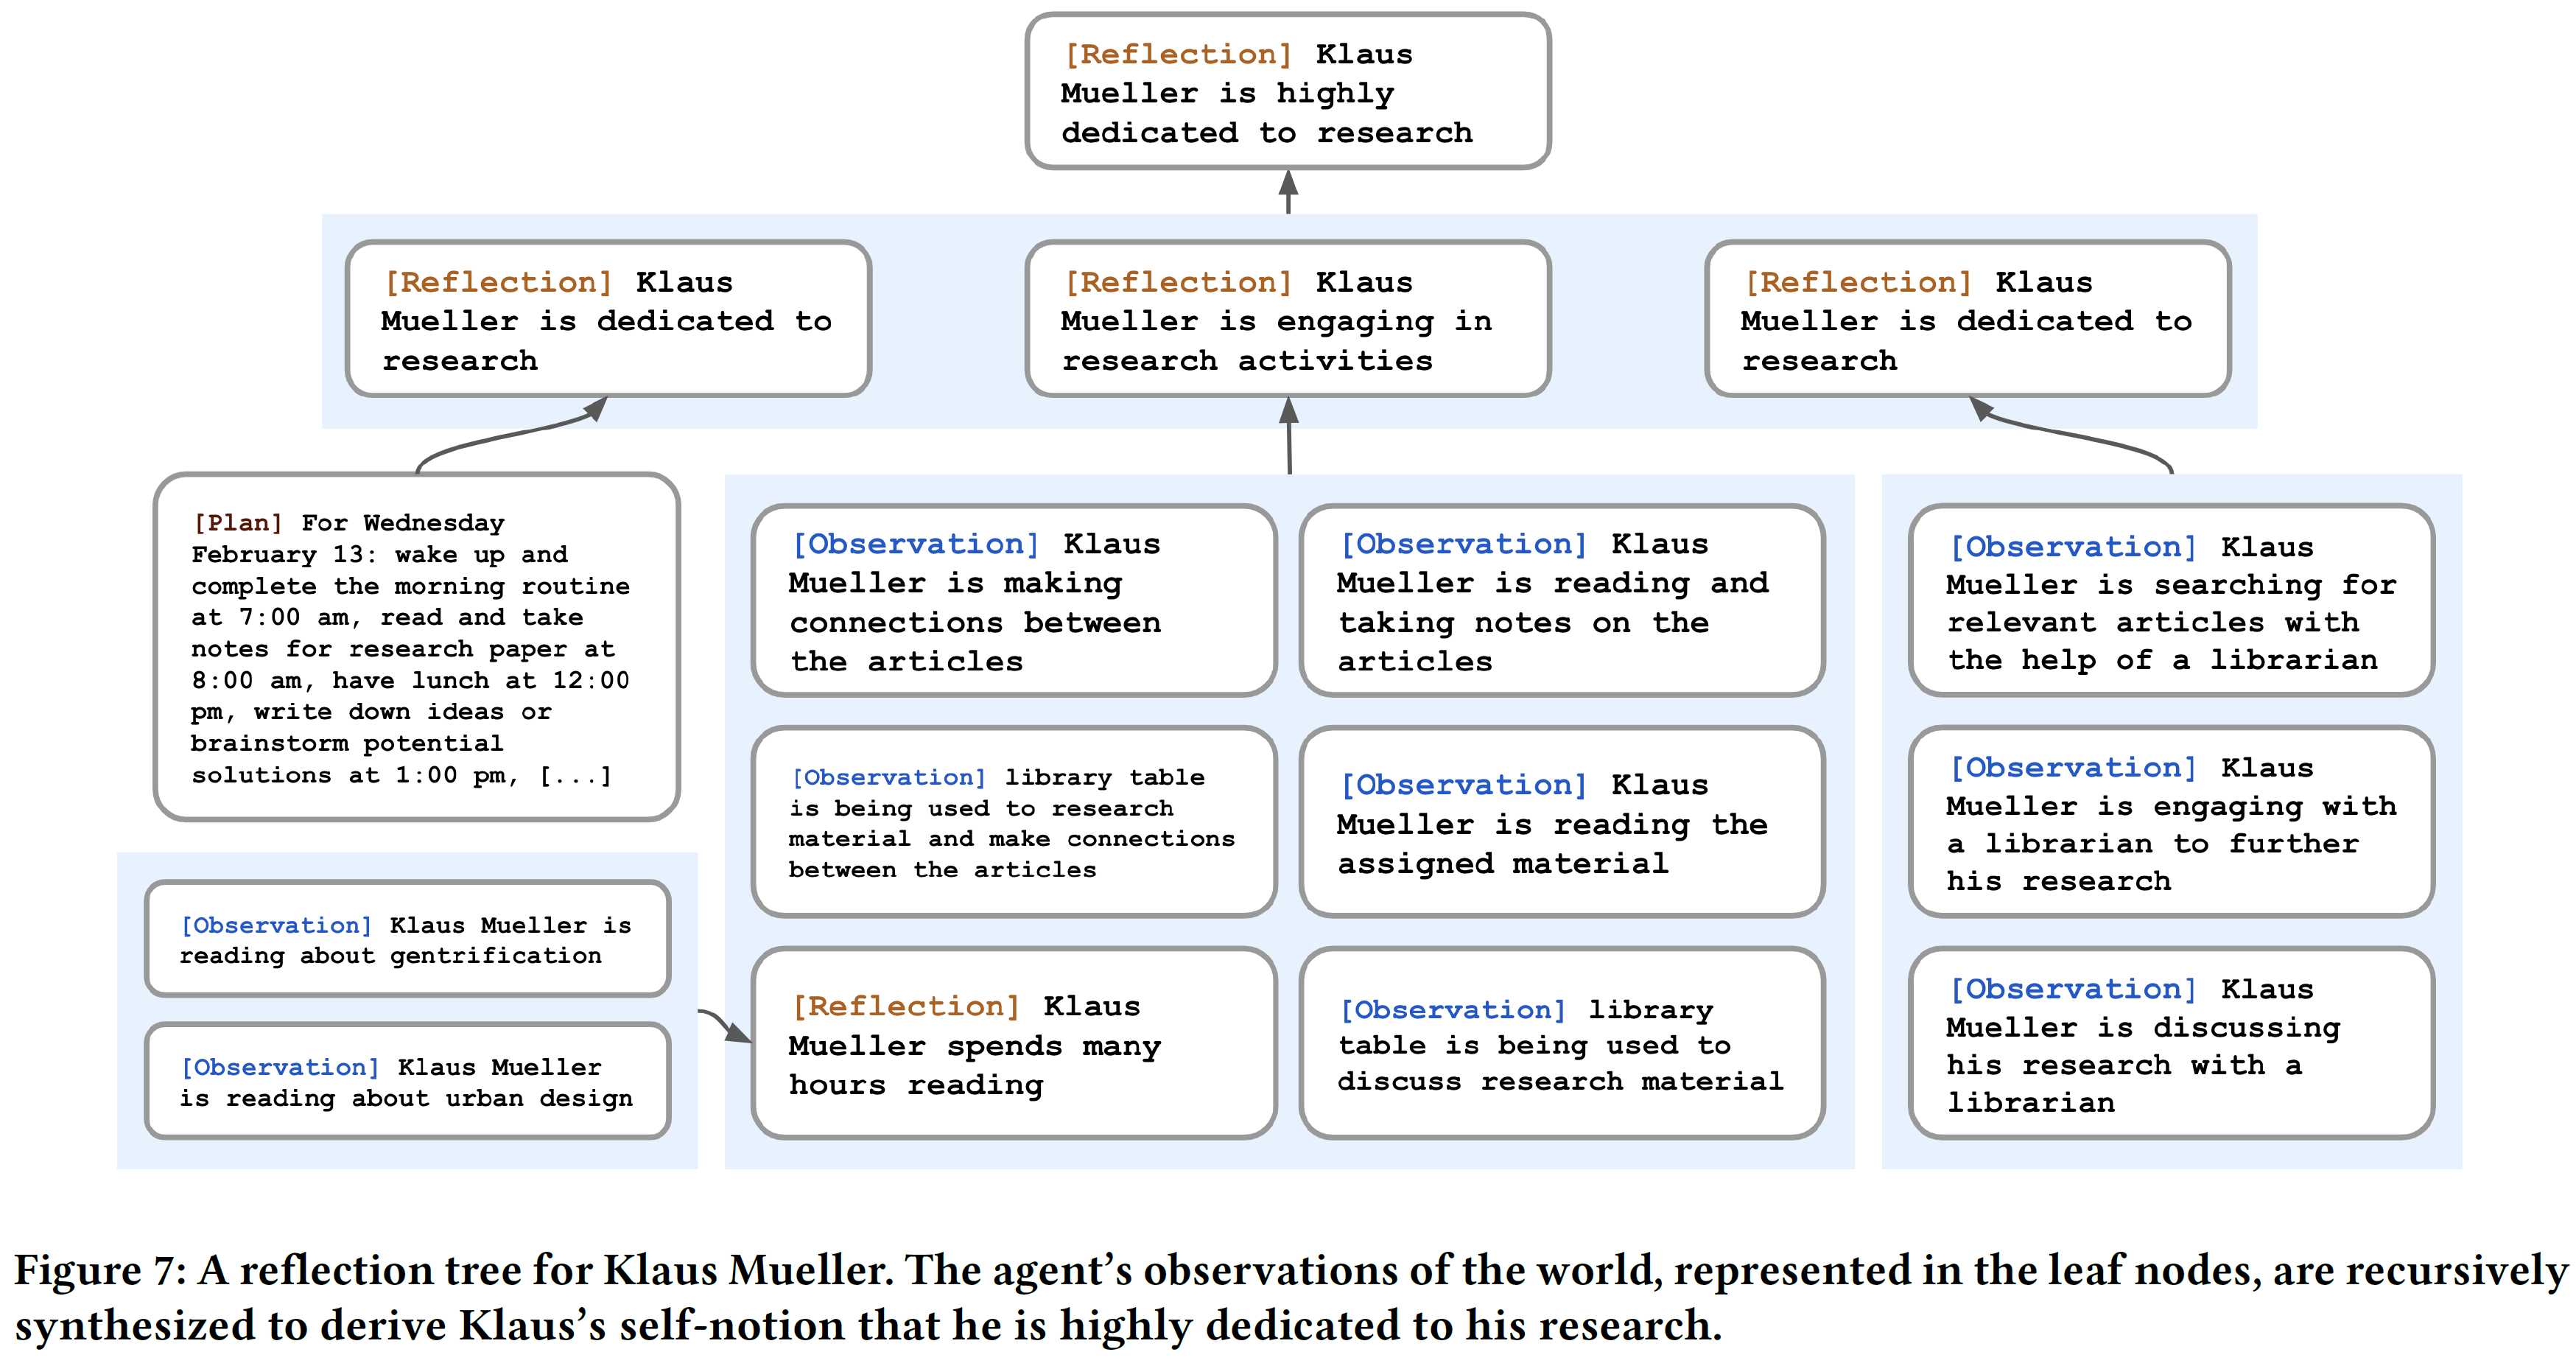 [Reflection] Klaus
Mueller is highly
dedicated to research
[Reflection] Klaus
Mueller is dedicated to
research
[Reflection] Klaus
Mueller is engaging in
research activities
[Reflection] Klaus
Mueller is dedicated to
research
[Plan] For Wednesday
February 13: wake up and
complete the morning routine
at 7:00 am, read and take
notes for research paper at
8:00 am, have lunch at 12:00
pm, write down ideas or
brainstorm potential
solutions at 1:00 pm, [...]
[Observation] Klaus Mueller is
reading about gentrification
[Observation] Klaus Mueller
is reading about urban design
[Observation] Klaus
Mueller is making
connections between
the articles
[Observation] Klaus
Mueller is reading and
taking notes on the
articles
[Observation] library table
is being used to research
material and make connections
between the articles
[Observation] Klaus
Mueller is reading the
assigned material
[Reflection] Klaus
Mueller spends many
hours reading
[Observation] library
table is being used to
discuss research material
[Observation] Klaus
Mueller is searching for
relevant articles with
the help of a librarian
[Observation] Klaus
Mueller is engaging with
a librarian to further
his research
[Observation] Klaus
Mueller is discussing
his research with a
librarian
Figure 7: A reflection tree for Klaus Mueller. The agent’s observations of the world, represented in the leaf nodes, are recursively
synthesized to derive Klaus’s self-notion that he is highly dedicated to his research.